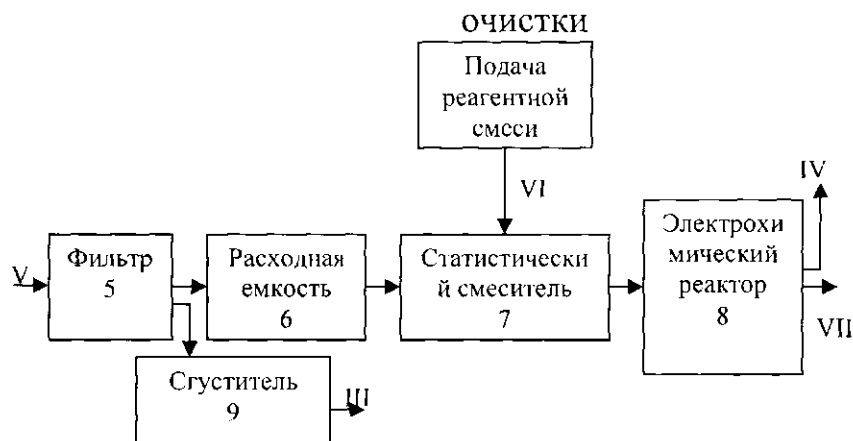 очистки
Подача
реагентной
смеси
VI
IV
V
Фильтр
5
Расходная
емкость
6
Статистически
й смеситель
7
Электрохи
мический
реактор
8
VII
Сгуститель
9
III